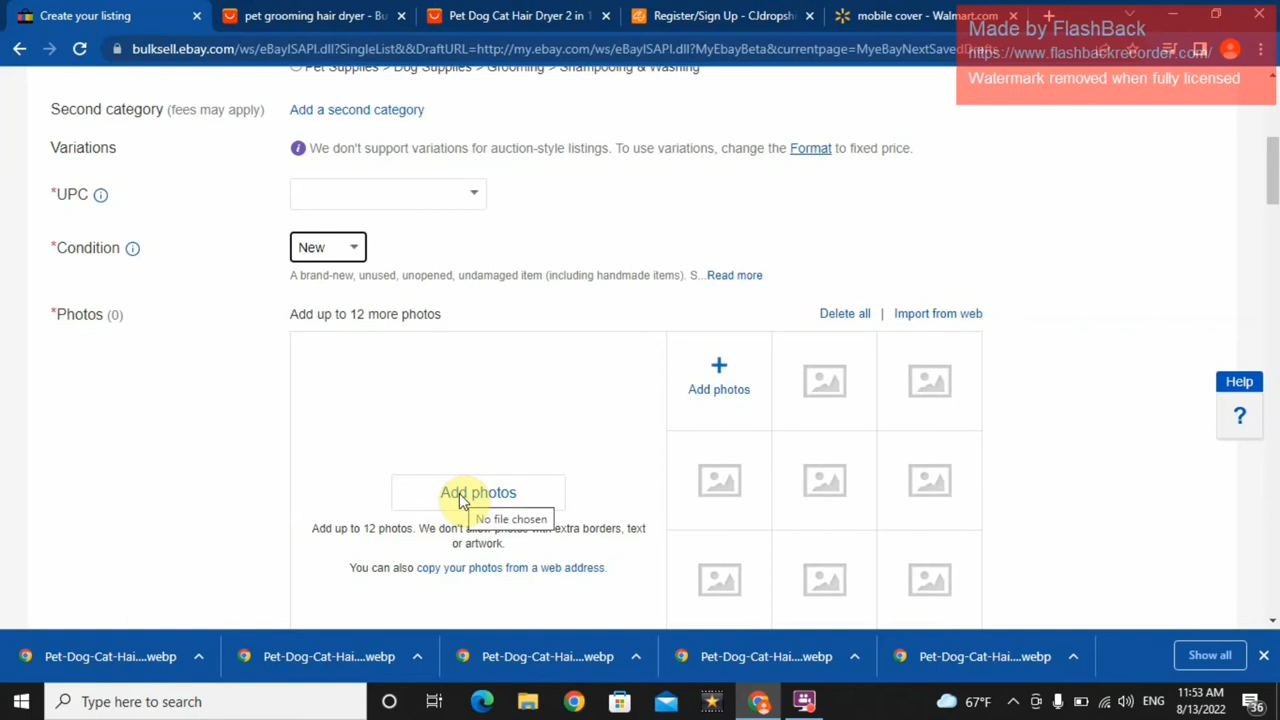 Create your listing
pet grooming hair dryer - Bu
Pet Dog Cat Hair Dryer 2 in 1
Register/Sign Up - CJdropsh
mobile cover - Walmart.com
Made by FlashBack
https://www.flashbackrecorder.com/
Watermark removed when fully licensed
bulksell.ebay.com/ws/eBayISAPI.dll?SingleList&&DraftURL=http://my.ebay.com/ws/eBayISAPI.dll?MyEbayBeta&currentpage=MyeBayNextSavedDrafts
Pet Supplies > Dog Supplies > Grooming > Shampooing & Washing
Second category (fees may apply) Add a second category
Variations We don't support variations for auction-style listings. To use variations, change the Format to fixed price.
*UPC
*Condition New
A brand-new, unused, unopened, undamaged item (including handmade items). S...Read more
*Photos (0) Add up to 12 more photos Delete all | Import from web
Add photos
Help
?
Add photos
No file chosen
Add up to 12 photos. We don't allow photos with extra borders, text
or artwork.
You can also copy your photos from a web address.
Pet-Dog-Cat-Hai....webp
Pet-Dog-Cat-Hai....webp
Pet-Dog-Cat-Hai....webp
Pet-Dog-Cat-Hai....webp
Pet-Dog-Cat-Hai....webp
Show all
Type here to search
67°F
ENG
11:53 AM
8/13/2022
36